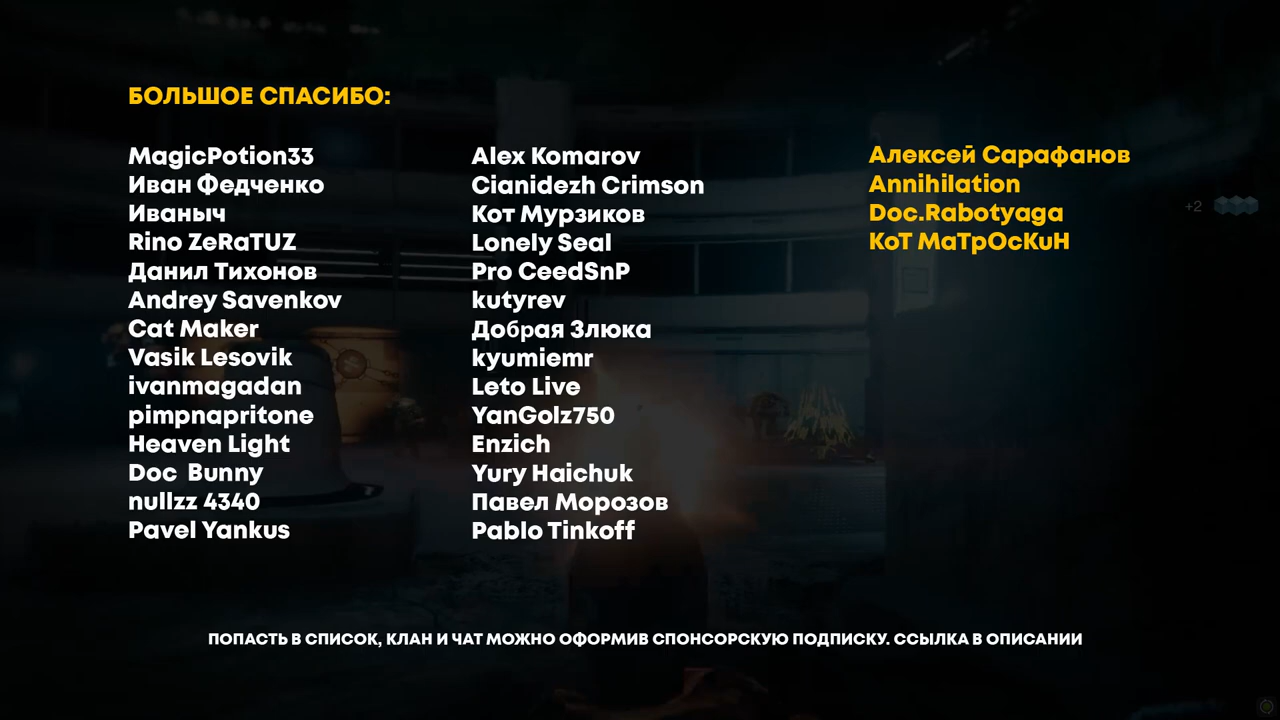 БОЛЬШОЕ СПАСИБО:
MagicPotion33
Иван Федченко
Иваныч
Rino ZeRaTUZ
Данил Тихонов
Andrey Savenkov
Cat Maker
Vasik Lesovik
ivanmagadan
pimpnapritone
Heaven Light
Doc Bunny
nullzz 4340
Pavel Yankus
Alex Komarov
Cianidezh Crimson
Кот Мурзиков
Lonely Seal
Pro CeedSnP
kutyrev
Добрая Злюка
kyumiemr
Leto Live
YanGolz750
Enzich
Yury Haichuk
Павел Морозов
Pablo Tinkoff
Алексей Сарафанов
Annihilation
Doc.Rabotyaga
КоТ МаТрОсКиН
+2
ПОПАСТЬ В СПИСОК, КЛАН И ЧАТ МОЖНО ОФОРМИВ СПОНСОРСКУЮ ПОДПИСКУ. ССЫЛКА В ОПИСАНИИ